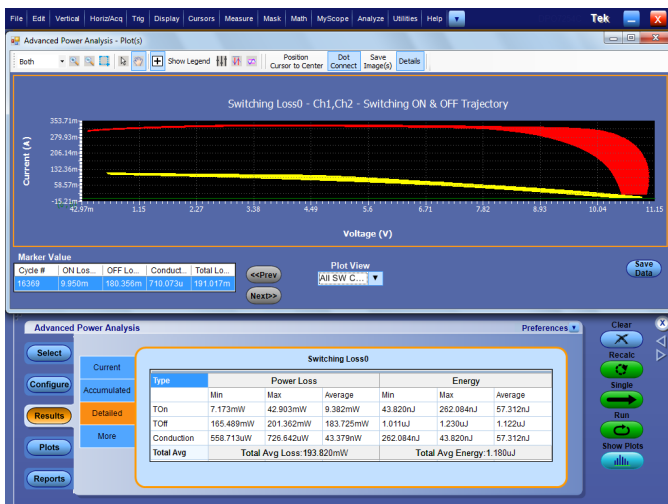 File Edit Vertical Horiz/Acq Trig Display Cursors Measure Mask Math MyScope Analyze Utilities Help Tek
Advanced Power Analysis - Plot(s)
Both Show Legend Position Cursor to Center Dot Connect Save Image(s) Details
Switching Loss0 - Ch1,Ch2 - Switching ON & OFF Trajectory
Current (A)
353.71m
279.93m
206.14m
132.36m
58.57m
-15.21m
42.97m 1.15 2.27 3.38 4.49 5.6 6.71 7.82 8.93 10.04 11.15
Voltage (V)
Marker Value
Cycle # ON Los... OFF Lo... Conduct... Total Lo...
16369 9.950m 180.356m 710.073u 191.017m
<<Prev
Next>>
Plot View
All SW C...
Save Data
Advanced Power Analysis Preferences
Clear
X
Select
Configure
Results
Plots
Reports
Current
Accumulated
Detailed
More
Switching Loss0
Type Power Loss Energy
Min Max Average Min Max Average
TOn 7.173mW 42.903mW 9.382mW 43.820nJ 262.084nJ 57.312nJ
TOff 165.489mW 201.362mW 183.725mW 1.011uJ 1.230uJ 1.122uJ
Conduction 558.713uW 726.642uW 43.379nW 262.084nJ 43.820nJ 57.312nJ
Total Avg Total Avg Loss:193.820mW Total Avg Energy:1.180uJ
Recalc
Single
Run
Show Plots